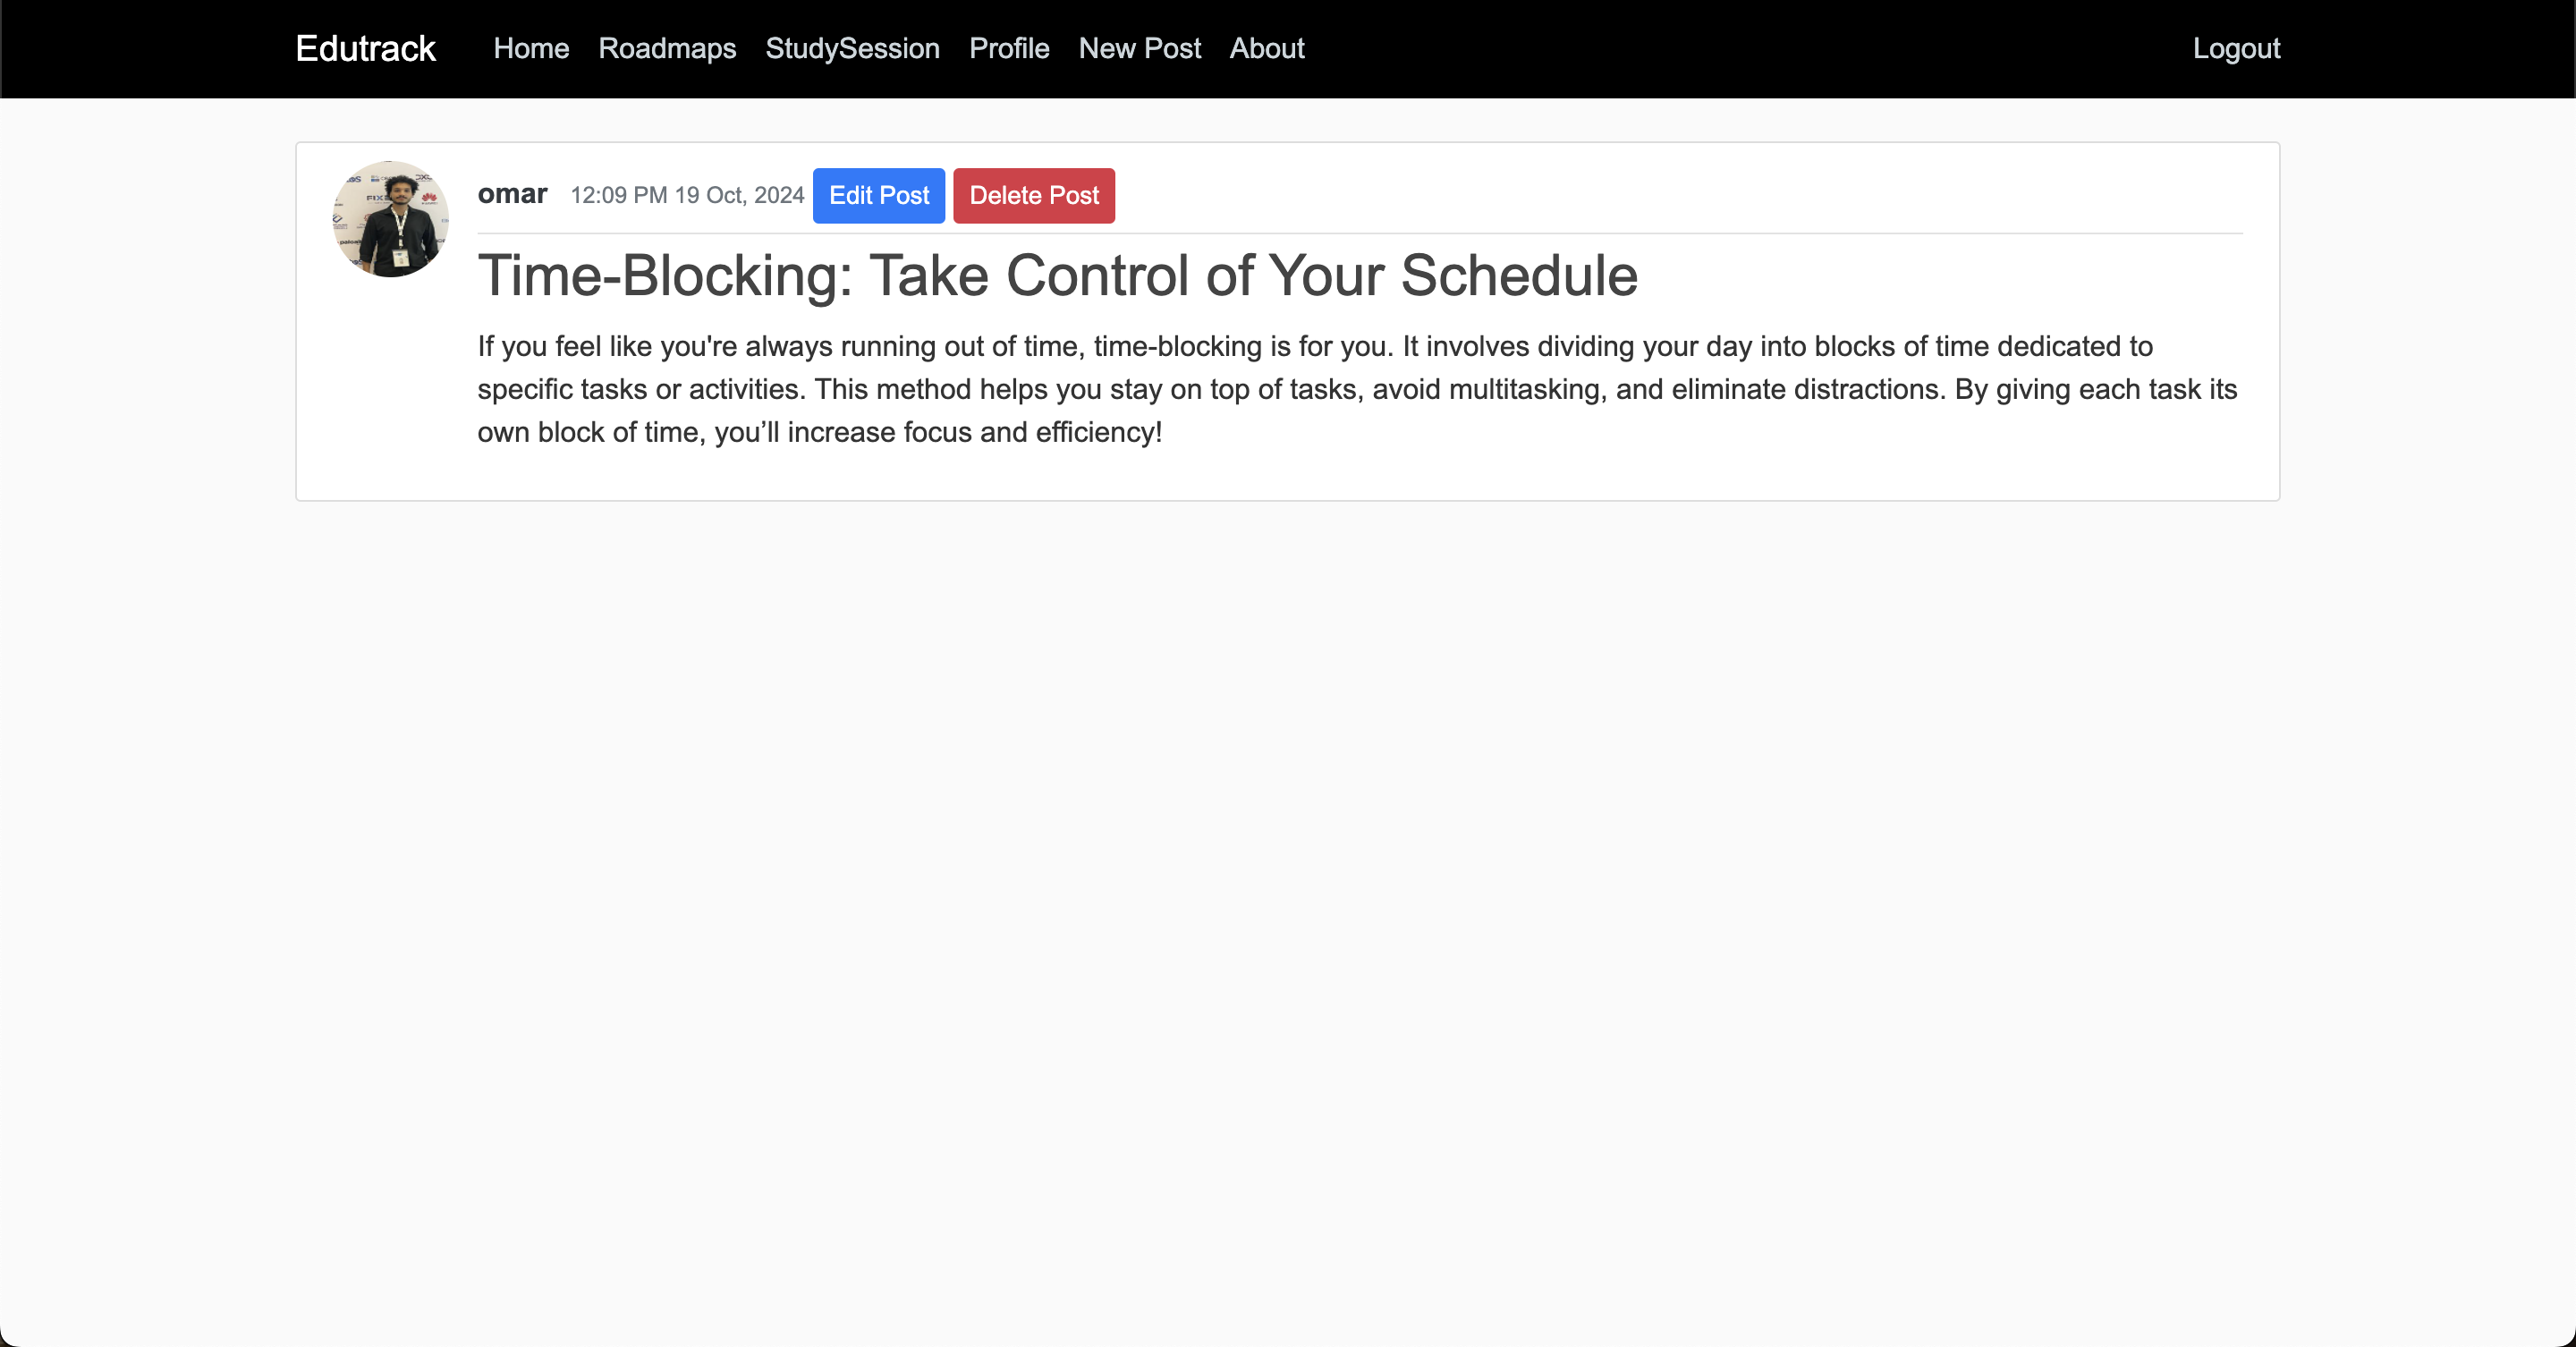 Edutrack Home Roadmaps StudySession Profile New Post About Logout
omar 12:09 PM 19 Oct, 2024 Edit Post Delete Post
Time-Blocking: Take Control of Your Schedule
If you feel like you're always running out of time, time-blocking is for you. It involves dividing your day into blocks of time dedicated to
specific tasks or activities. This method helps you stay on top of tasks, avoid multitasking, and eliminate distractions. By giving each task its
own block of time, you’ll increase focus and efficiency!